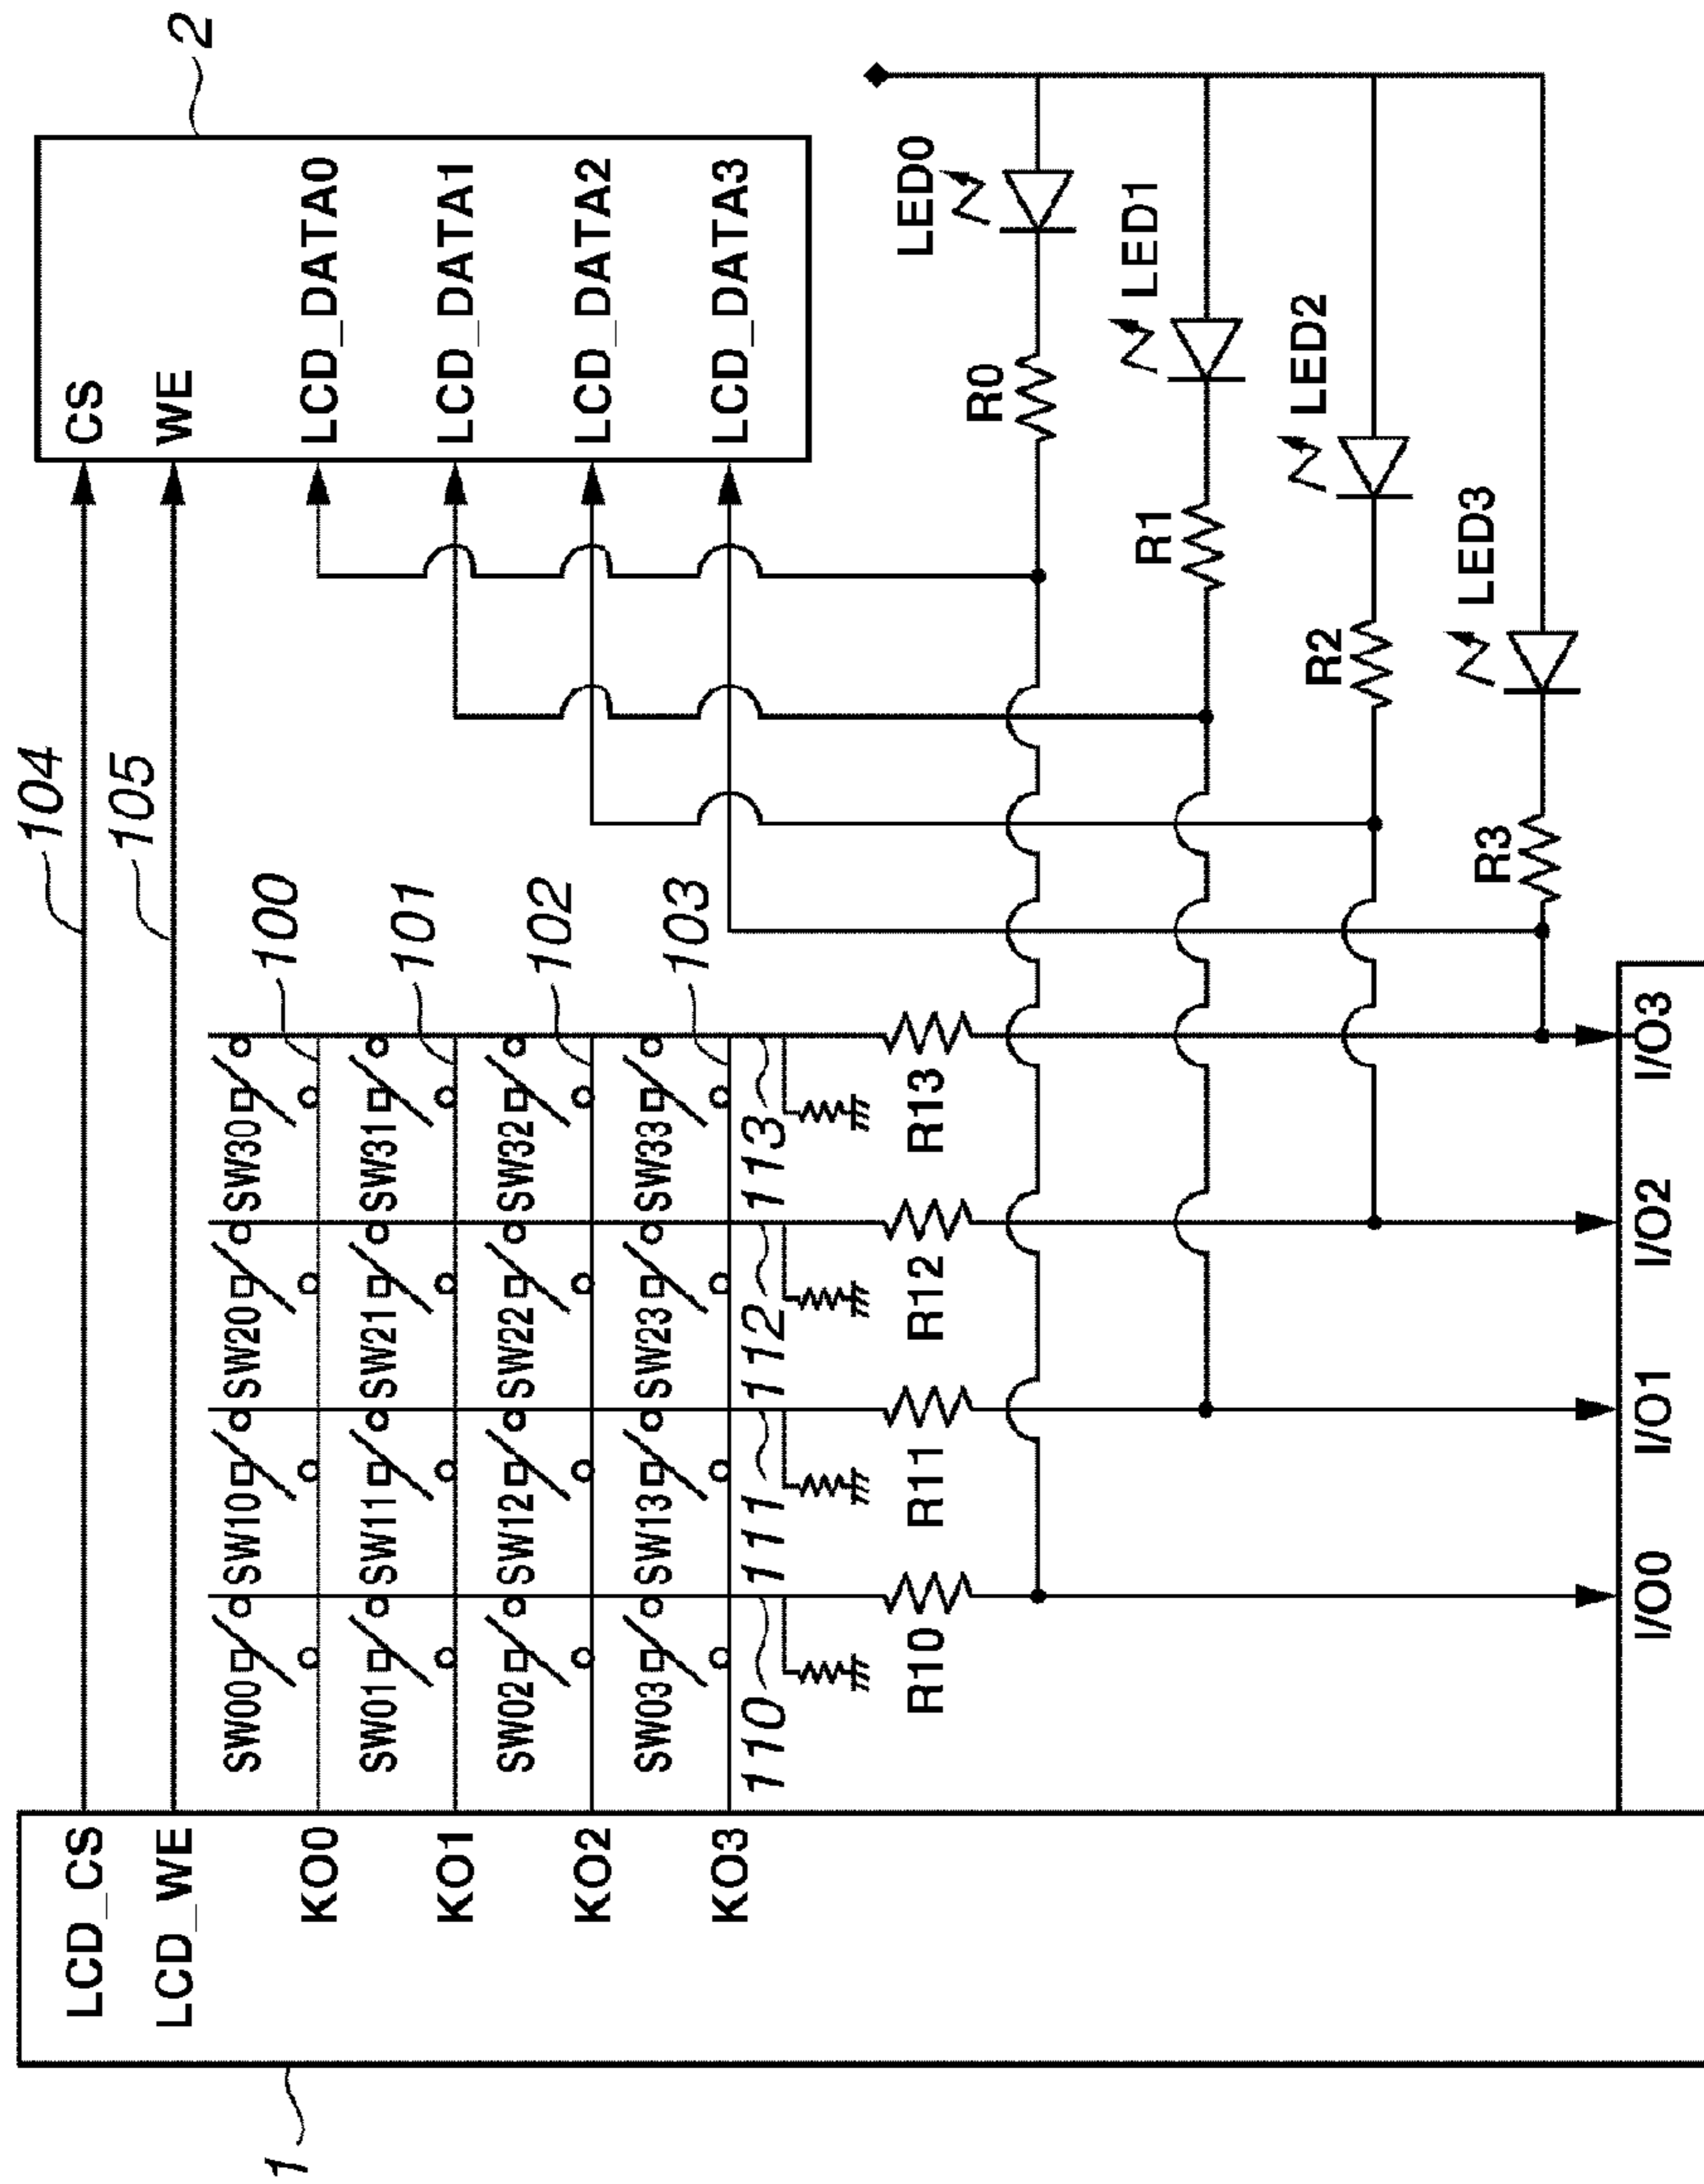 1
2
104
105
LCD_CS
LCD_WE
KO0
KO1
KO2
KO3
CS
WE
LCD_DATA0
LCD_DATA1
LCD_DATA2
LCD_DATA3
100
101
102
103
SW00 SW10 SW20 SW30
SW01 SW11 SW21 SW31
SW02 SW12 SW22 SW32
SW03 SW13 SW23 SW33
110 111 112 113
R10 R11 R12 R13
R0 LED0
R1 LED1
R2 LED2
R3 LED3
I/O0 I/O1 I/O2 I/O3